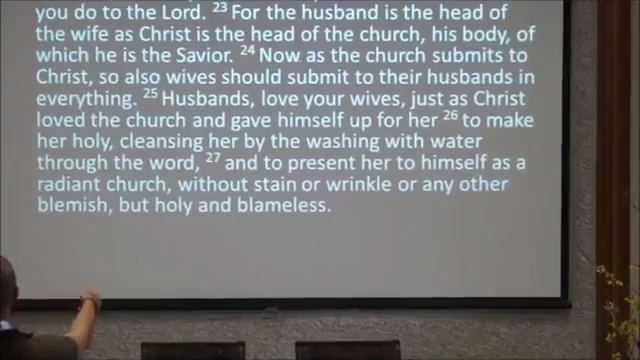 you do to the Lord. 23 For the husband is the head of
the wife as Christ is the head of the church, his body, of
which he is the Savior. 24 Now as the church submits to
Christ, so also wives should submit to their husbands in
everything. 25 Husbands, love your wives, just as Christ
loved the church and gave himself up for her 26 to make
her holy, cleansing her by the washing with water
through the word, 27 and to present her to himself as a
radiant church, without stain or wrinkle or any other
blemish, but holy and blameless.